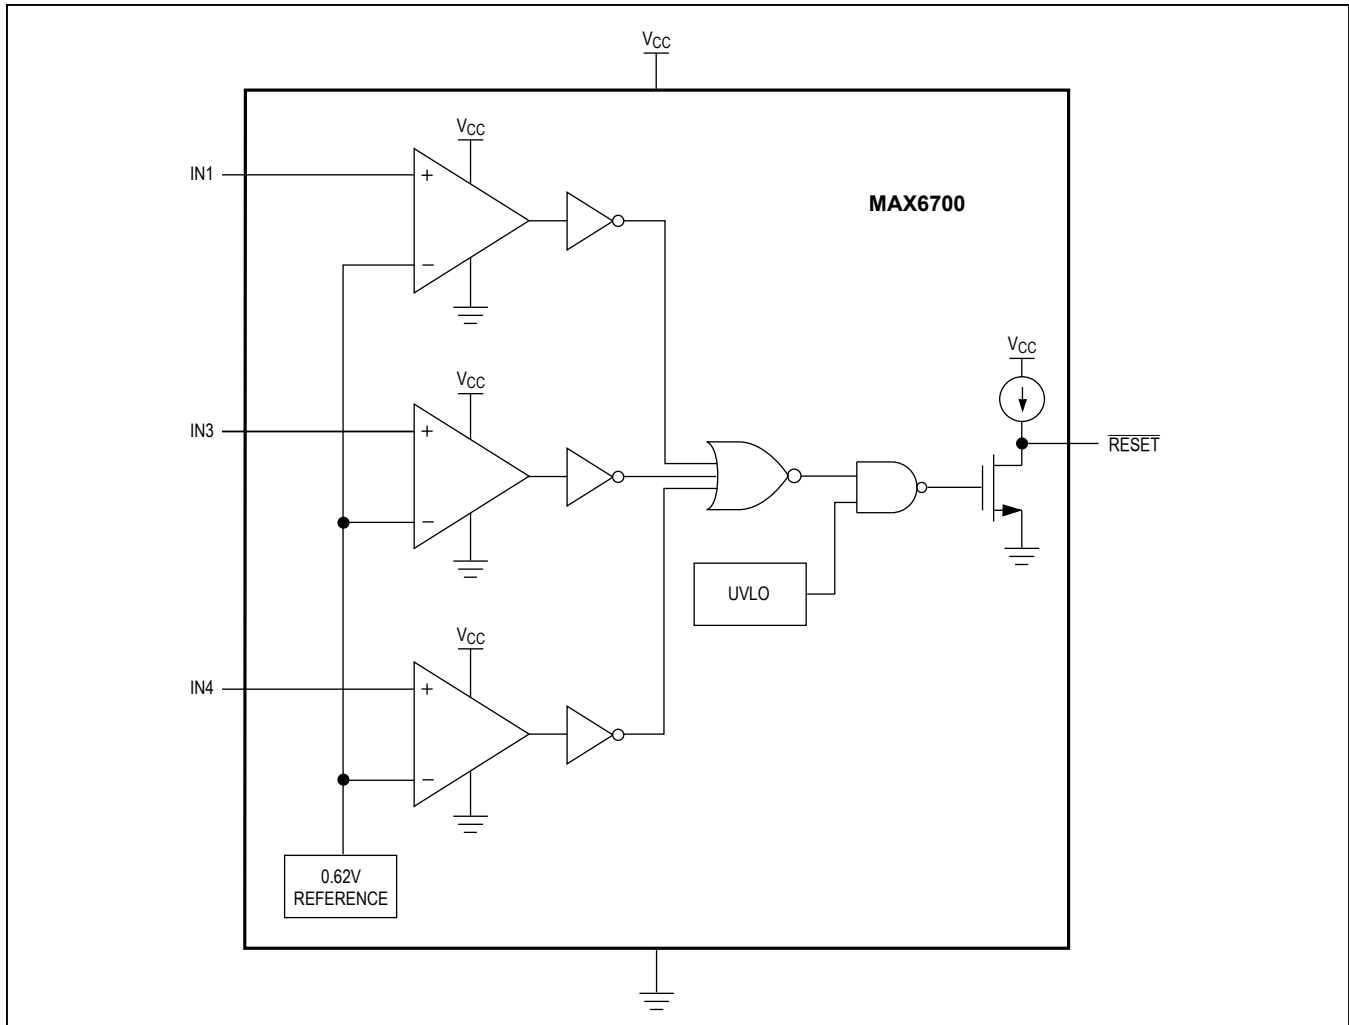 VCC
VCC
IN1
+
−
MAX6700
VCC
VCC
IN3
+
−
RESET
UVLO
VCC
IN4
+
−
0.62V
REFERENCE